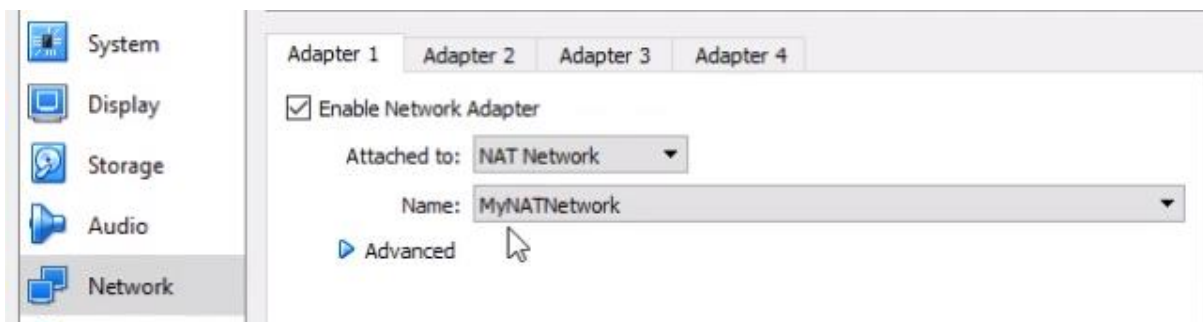 System
Display
Storage
Audio
Network
Adapter 1 Adapter 2 Adapter 3 Adapter 4
Enable Network Adapter
Attached to: NAT Network
Name: MyNATNetwork
Advanced